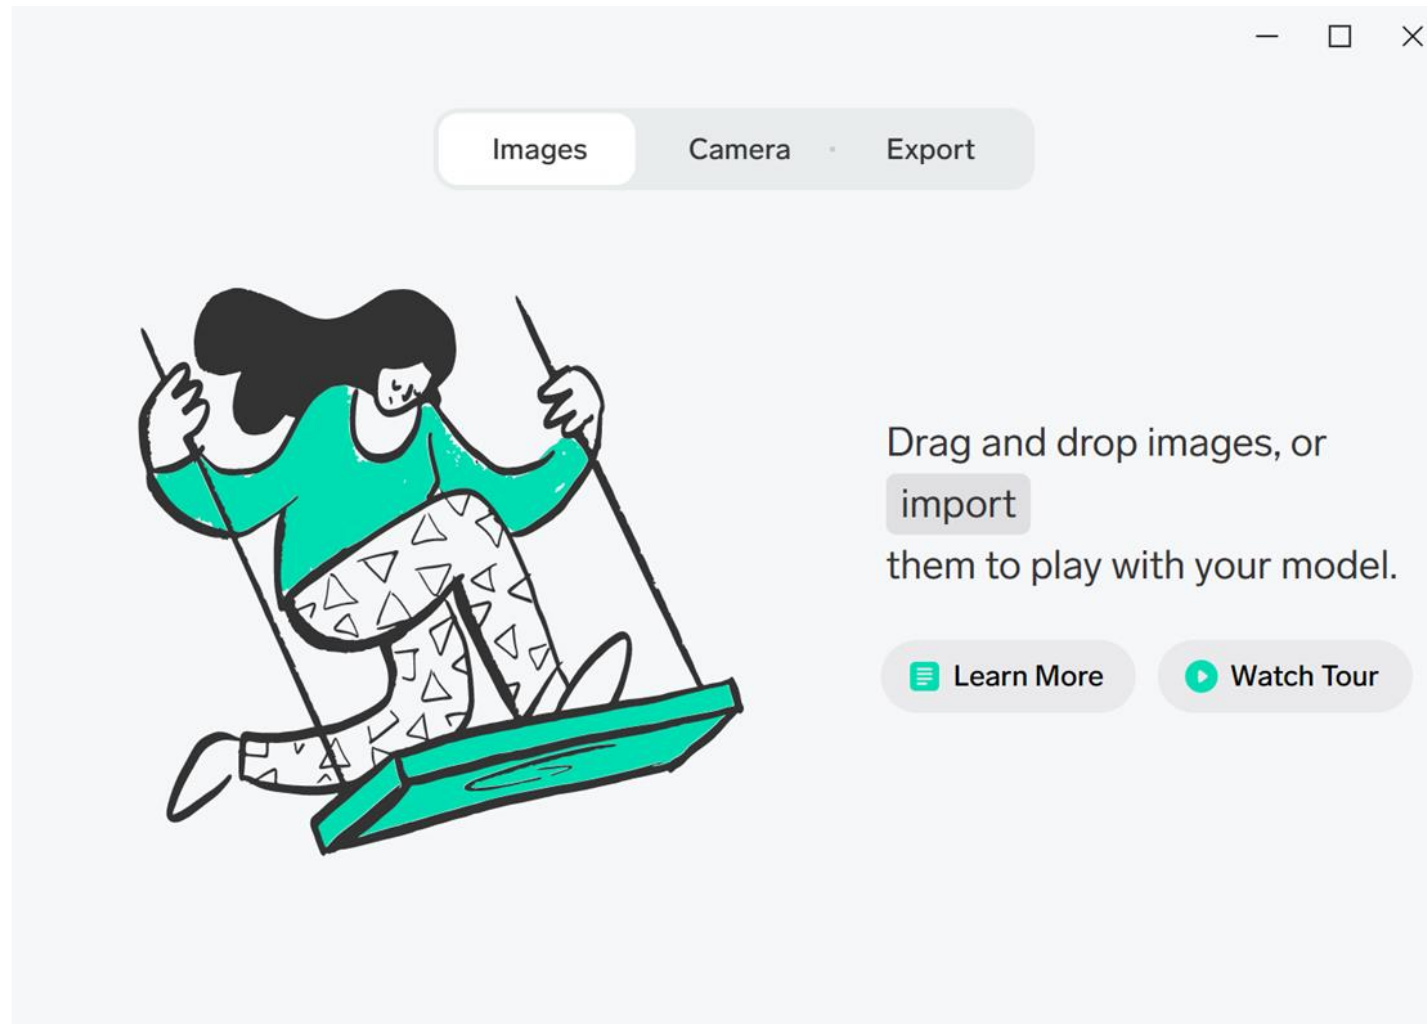 Images Camera Export
Drag and drop images, or
import
them to play with your model.
Learn More Watch Tour